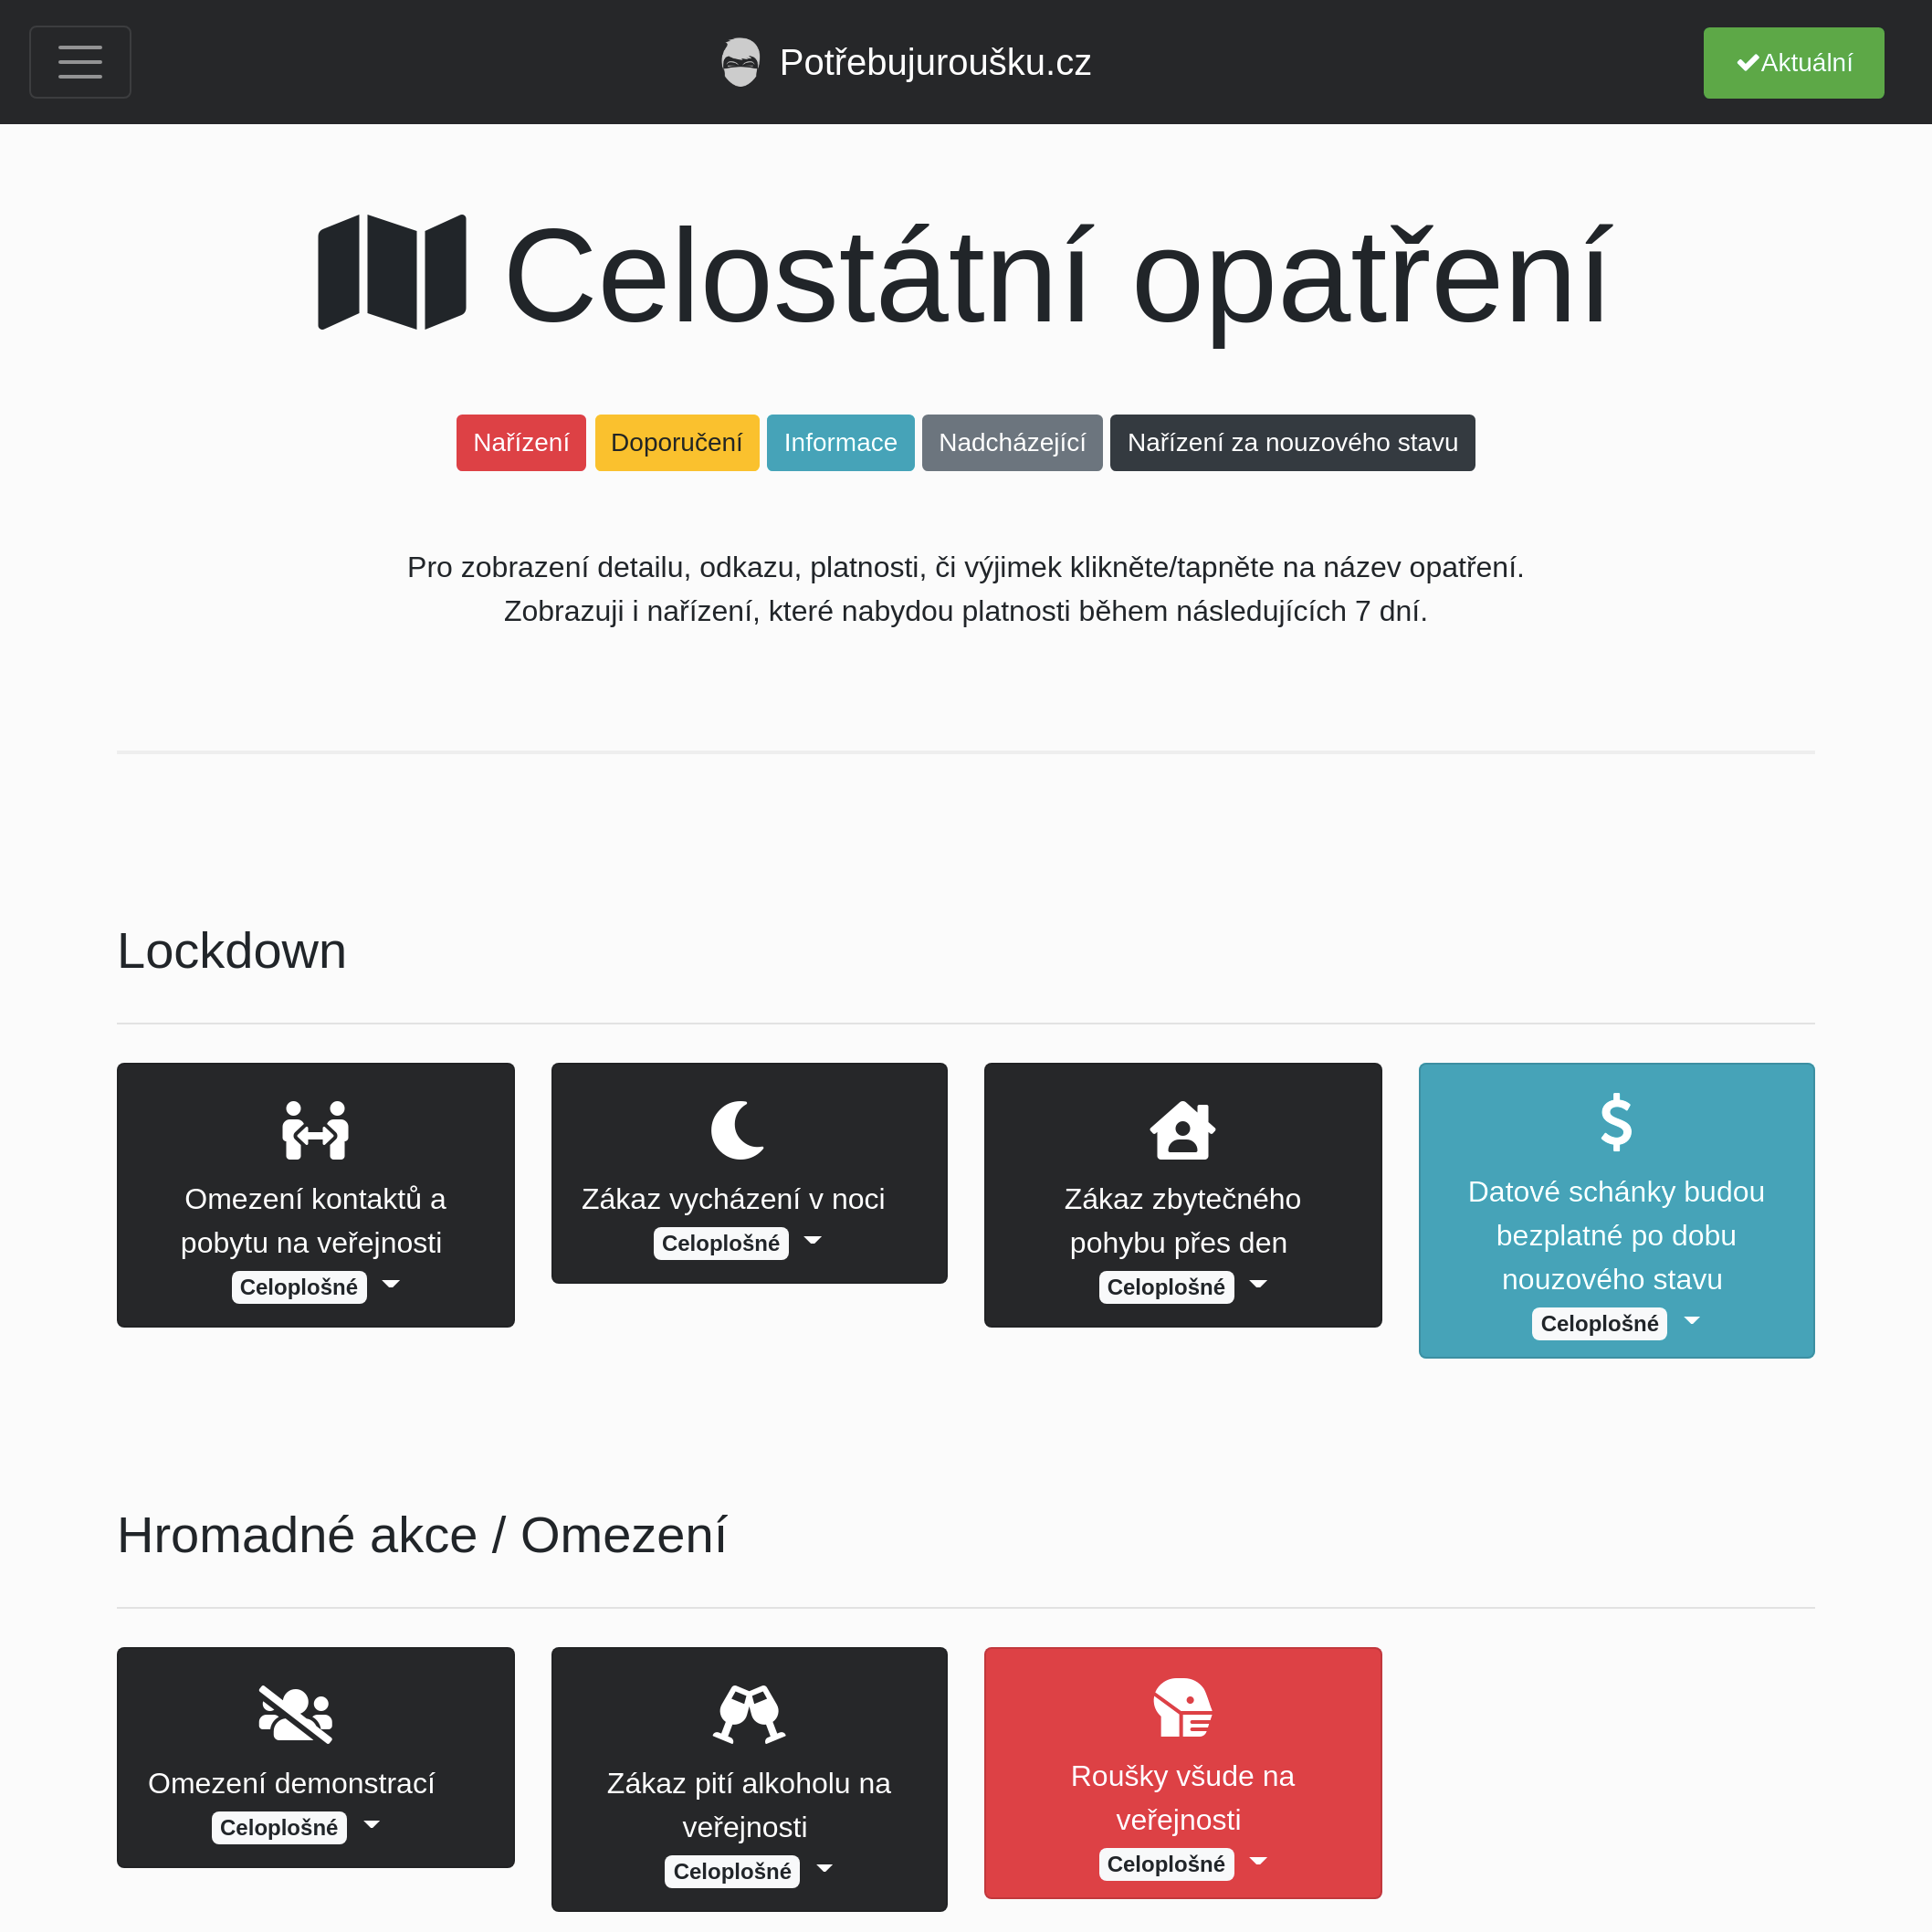 Potřebujuroušku.cz
Aktuální
Celostátní opatření
Nařízení Doporučení Informace Nadcházející Nařízení za nouzového stavu
Pro zobrazení detailu, odkazu, platnosti, či výjimek klikněte/tapněte na název opatření.
Zobrazuji i nařízení, které nabydou platnosti během následujících 7 dní.
Lockdown
Omezení kontaktů a
pobytu na veřejnosti
Celoplošné
Zákaz vycházení v noci
Celoplošné
Zákaz zbytečného
pohybu přes den
Celoplošné
Datové schánky budou
bezplatné po dobu
nouzového stavu
Celoplošné
Hromadné akce / Omezení
Omezení demonstrací
Celoplošné
Zákaz pití alkoholu na
veřejnosti
Celoplošné
Roušky všude na
veřejnosti
Celoplošné